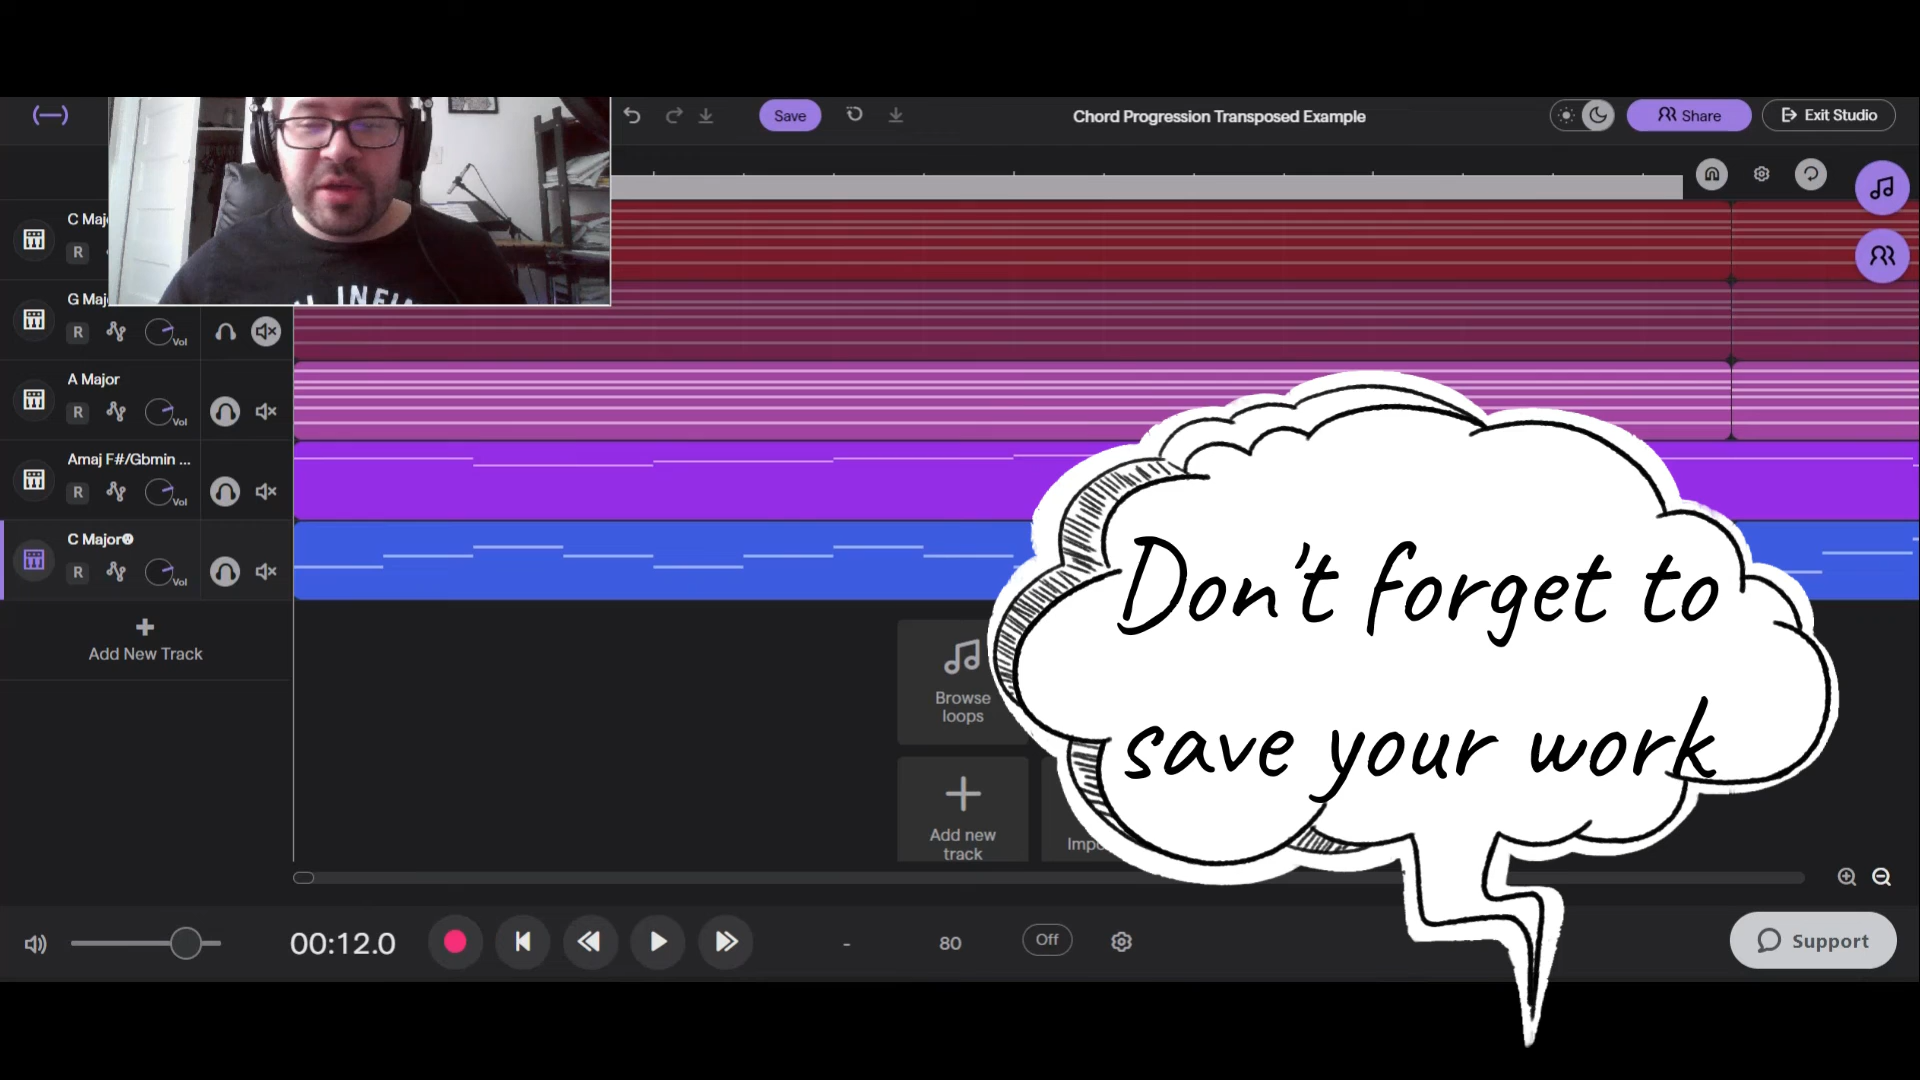 Save
Chord Progression Transposed Example
Share
Exit Studio
C Maj
R
G Maj
R
Vol
A Major
R
Vol
Amaj F#/Gbmin ...
R
Vol
C Major
R
Vol
Add New Track
Browse
loops
Add new
track
Impo
Don't forget to
save your work
00:12.0
-
80
Off
Support